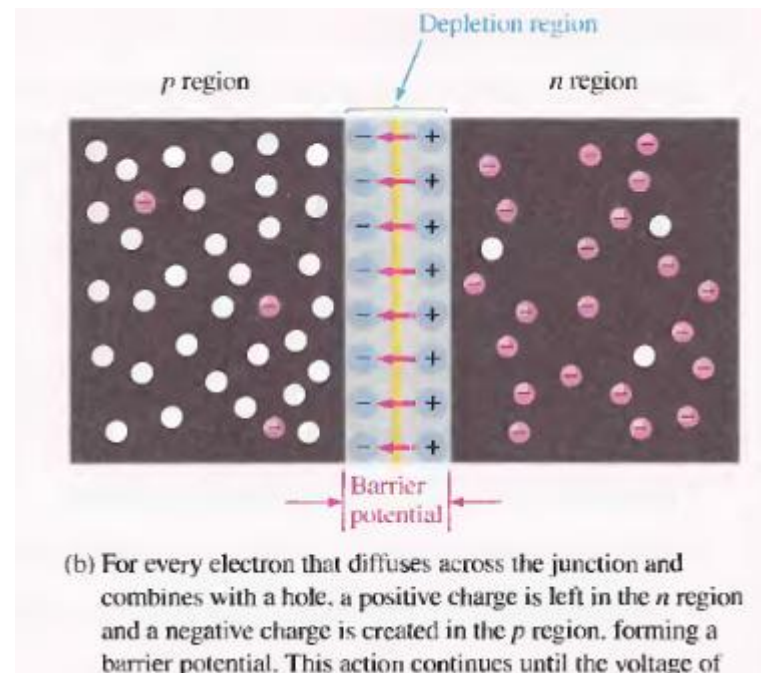 Depletion region
p region
n region
Barrier
potential
(b) For every electron that diffuses across the junction and
combines with a hole, a positive charge is left in the n region
and a negative charge is created in the p region, forming a
barrier potential. This action continues until the voltage of